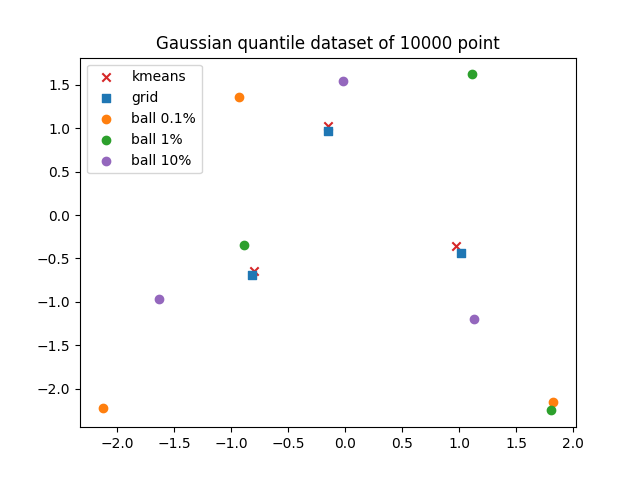 Gaussian quantile dataset of 10000 point
kmeans
grid
ball 0.1%
ball 1%
ball 10%
1.5
1.0
0.5
0.0
−0.5
−1.0
−1.5
−2.0
−2.0 −1.5 −1.0 −0.5 0.0 0.5 1.0 1.5 2.0